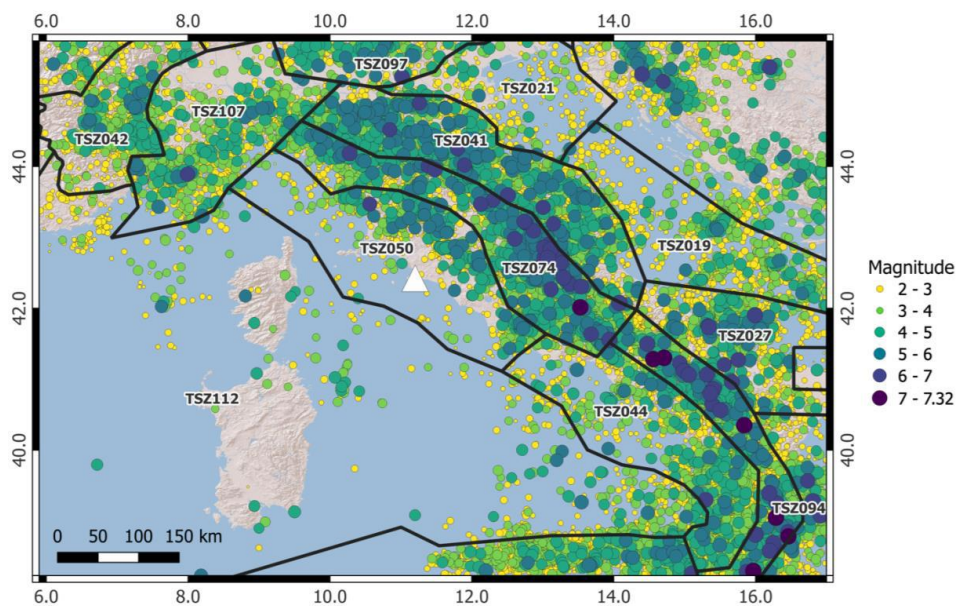 6.0 8.0 10.0 12.0 14.0 16.0
TSZ097
TSZ021
TSZ107
TSZ042
TSZ041
44.0 44.0
TSZ050
TSZ019
TSZ074
Magnitude
2 - 3
3 - 4
4 - 5
5 - 6
6 - 7
7 - 7.32
42.0 42.0
TSZ027
TSZ112
TSZ044
40.0 40.0
TSZ094
0 50 100 150 km
6.0 8.0 10.0 12.0 14.0 16.0